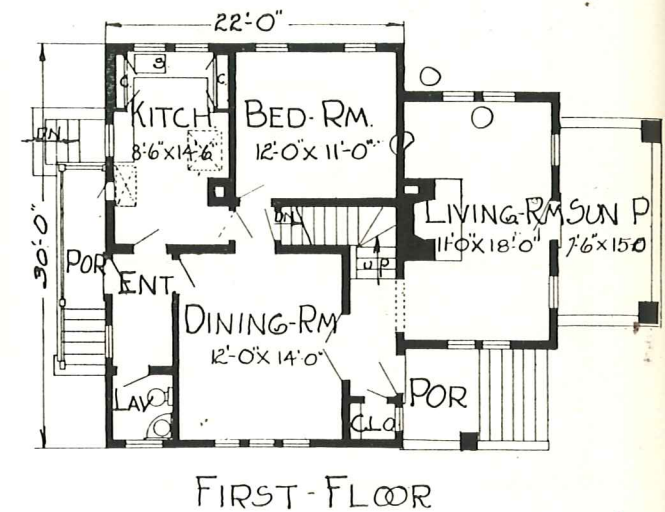 22'-0"
C.
S
C.
KITCH
8'-6"X14'-6"
BED-RM.
12'-0"X 11'-0"
DN
LIVING-RM
11'-0"X18'-0"
SUN P
7'-6"X15-0
30'-0"
DN
UP
POR
ENT.
DINING-RM
12'-0"X 14'-0"
LAV
CLO
POR
FIRST-FLOOR